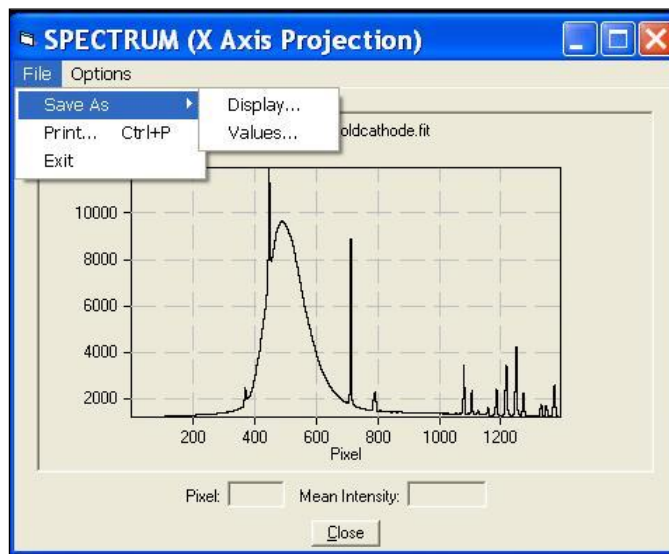 SPECTRUM (X Axis Projection)
File Options
Save As Display...
Print... Ctrl+P Values... oldcathode.fit
Exit
10000
8000
6000
4000
2000
200 400 600 800 1000 1200
Pixel
Pixel: Mean Intensity:
Close